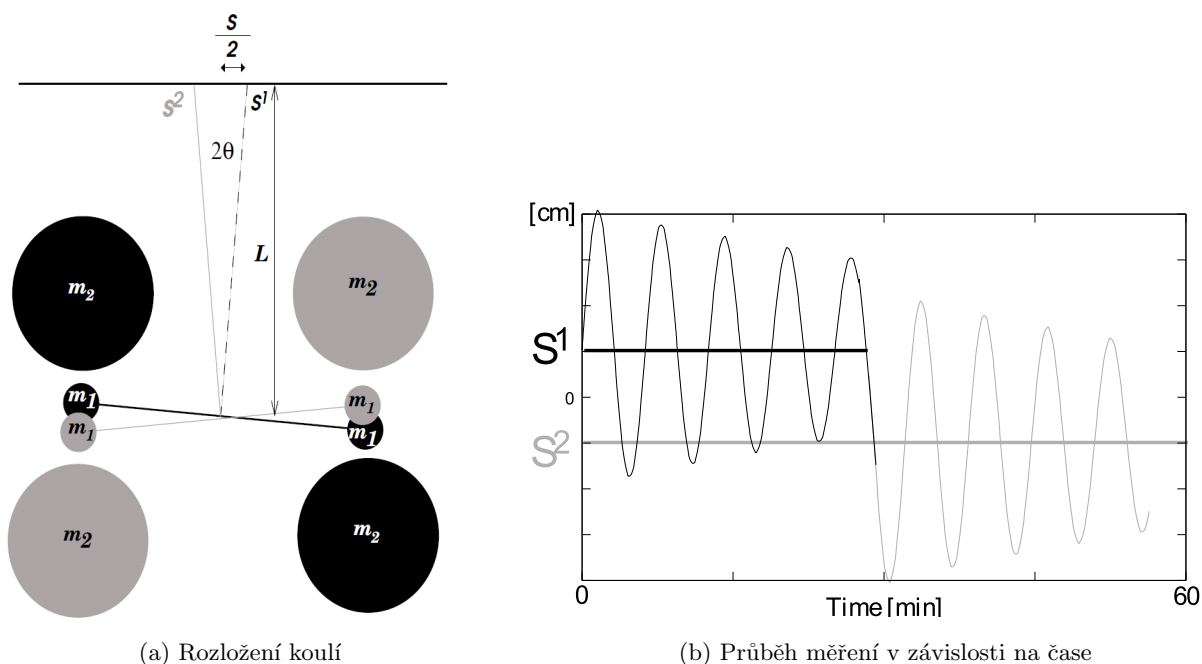 S
2
S2
S1
2θ
L
m2
m2
m1
m1
m1
m1
m2
m2
(a) Rozložení koulí
[cm]
S1
0
S2
0
60
Time [min]
(b) Průběh měření v závislosti na čase